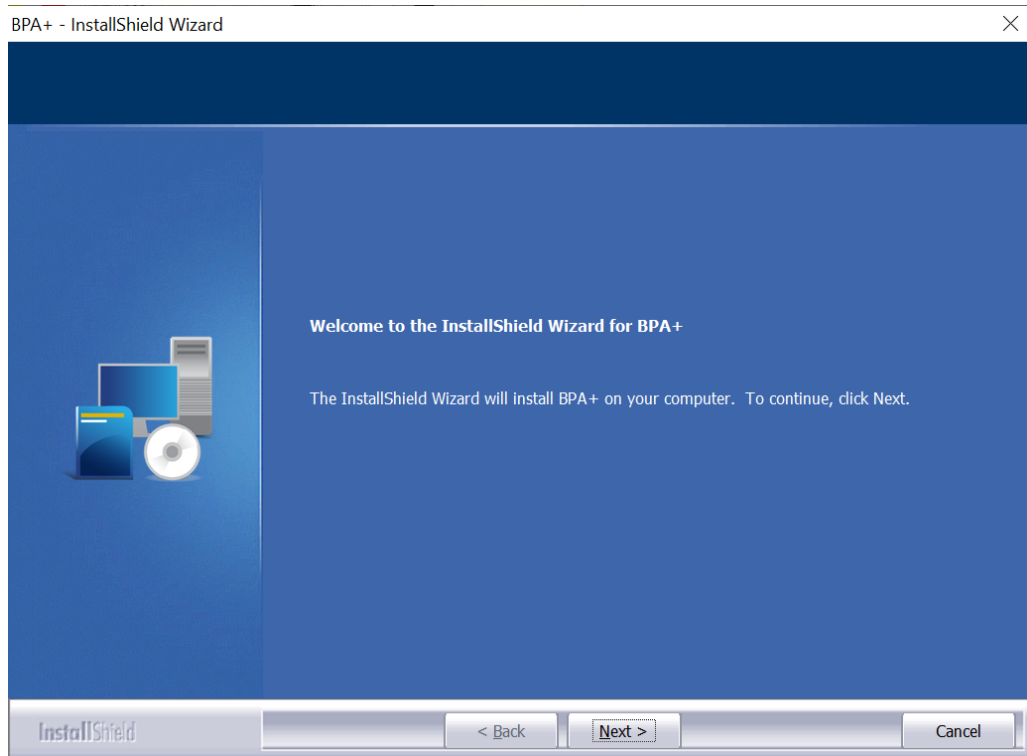 BPA+ - InstallShield Wizard
Welcome to the InstallShield Wizard for BPA+
The InstallShield Wizard will install BPA+ on your computer.  To continue, click Next.
InstallShield
< Back
Next >
Cancel